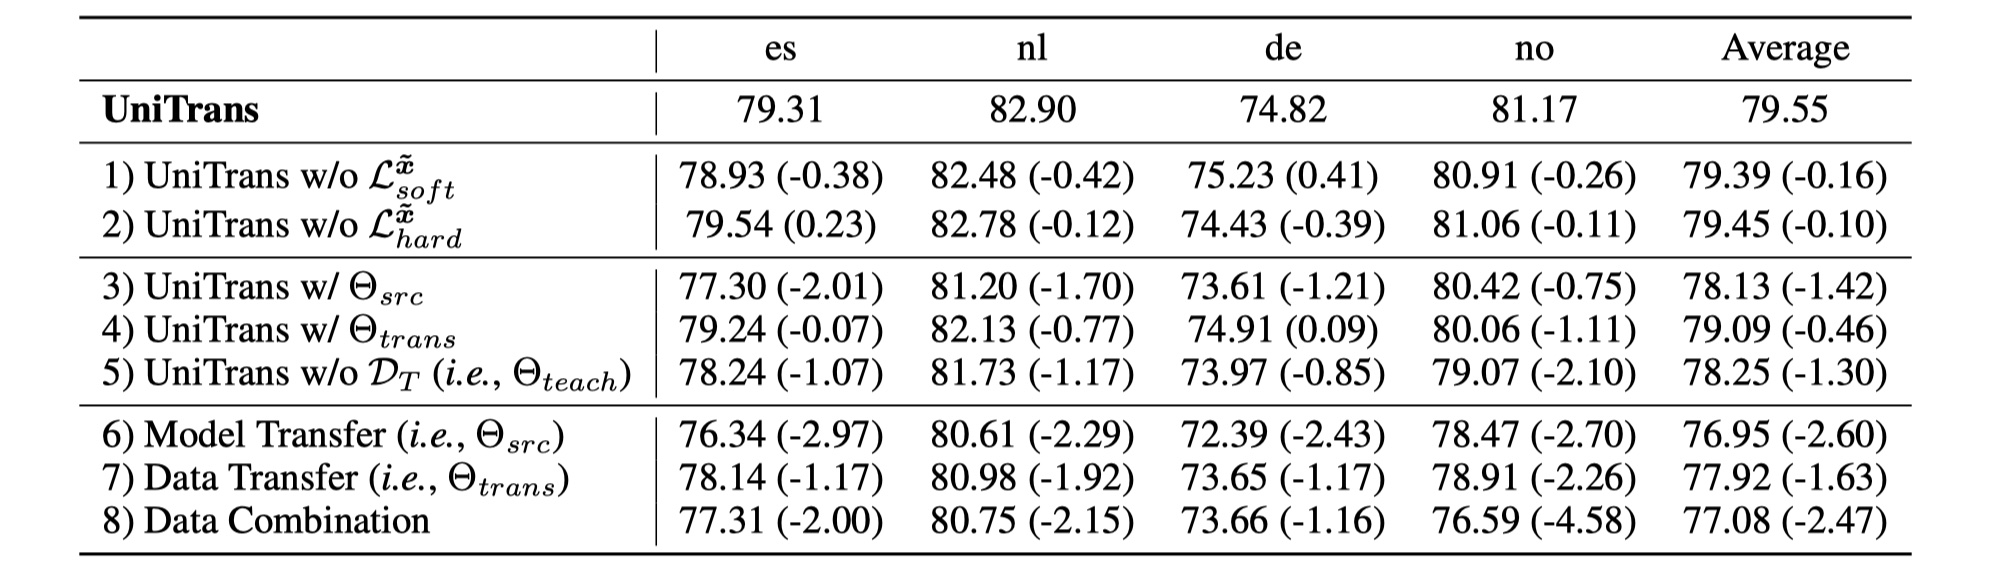 es nl de no Average
UniTrans 79.31 82.90 74.82 81.17 79.55
1) UniTrans w/o $\mathcal{L}_{soft}^{\tilde{x}}$ 78.93 (-0.38) 82.48 (-0.42) 75.23 (0.41) 80.91 (-0.26) 79.39 (-0.16)
2) UniTrans w/o $\mathcal{L}_{hard}^{\tilde{x}}$ 79.54 (0.23) 82.78 (-0.12) 74.43 (-0.39) 81.06 (-0.11) 79.45 (-0.10)
3) UniTrans w/ $\Theta_{src}$ 77.30 (-2.01) 81.20 (-1.70) 73.61 (-1.21) 80.42 (-0.75) 78.13 (-1.42)
4) UniTrans w/ $\Theta_{trans}$ 79.24 (-0.07) 82.13 (-0.77) 74.91 (0.09) 80.06 (-1.11) 79.09 (-0.46)
5) UniTrans w/o $\mathcal{D}_T$ (i.e., $\Theta_{teach}$) 78.24 (-1.07) 81.73 (-1.17) 73.97 (-0.85) 79.07 (-2.10) 78.25 (-1.30)
6) Model Transfer (i.e., $\Theta_{src}$) 76.34 (-2.97) 80.61 (-2.29) 72.39 (-2.43) 78.47 (-2.70) 76.95 (-2.60)
7) Data Transfer (i.e., $\Theta_{trans}$) 78.14 (-1.17) 80.98 (-1.92) 73.65 (-1.17) 78.91 (-2.26) 77.92 (-1.63)
8) Data Combination 77.31 (-2.00) 80.75 (-2.15) 73.66 (-1.16) 76.59 (-4.58) 77.08 (-2.47)